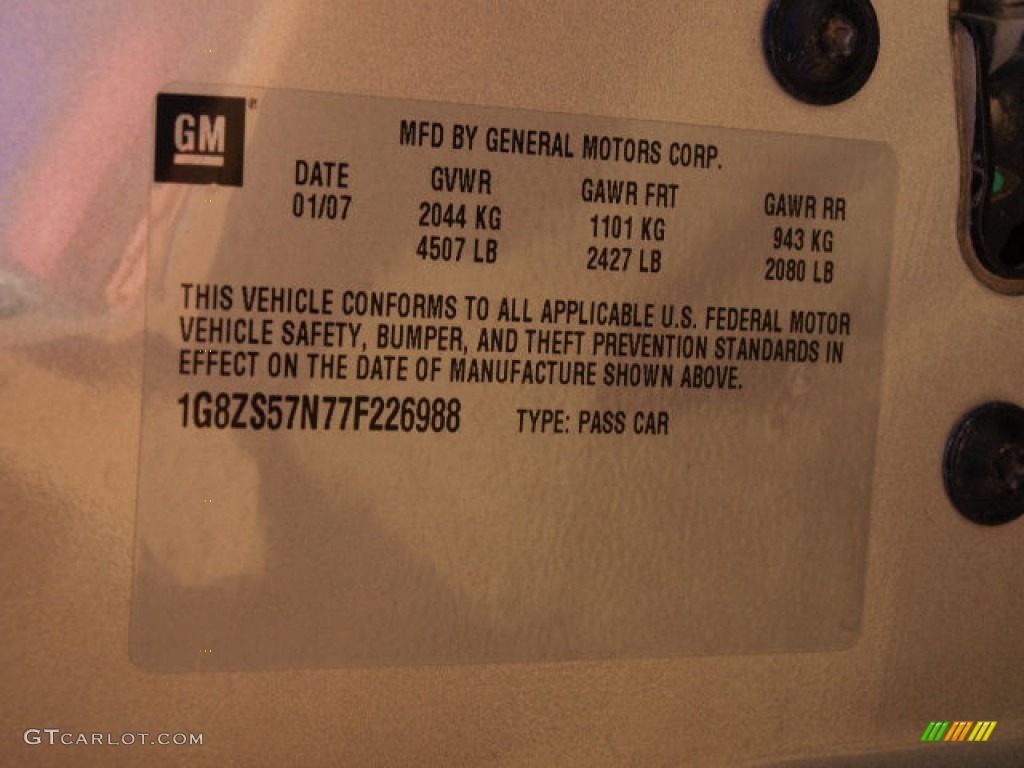 GM
MFD BY GENERAL MOTORS CORP.
DATE GVWR GAWR FRT GAWR RR
01/07 2044 KG 1101 KG 943 KG
4507 LB 2427 LB 2080 LB
THIS VEHICLE CONFORMS TO ALL APPLICABLE U.S. FEDERAL MOTOR
VEHICLE SAFETY, BUMPER, AND THEFT PREVENTION STANDARDS IN
EFFECT ON THE DATE OF MANUFACTURE SHOWN ABOVE.
1G8ZS57N77F226988 TYPE: PASS CAR
GTCARLOT.COM